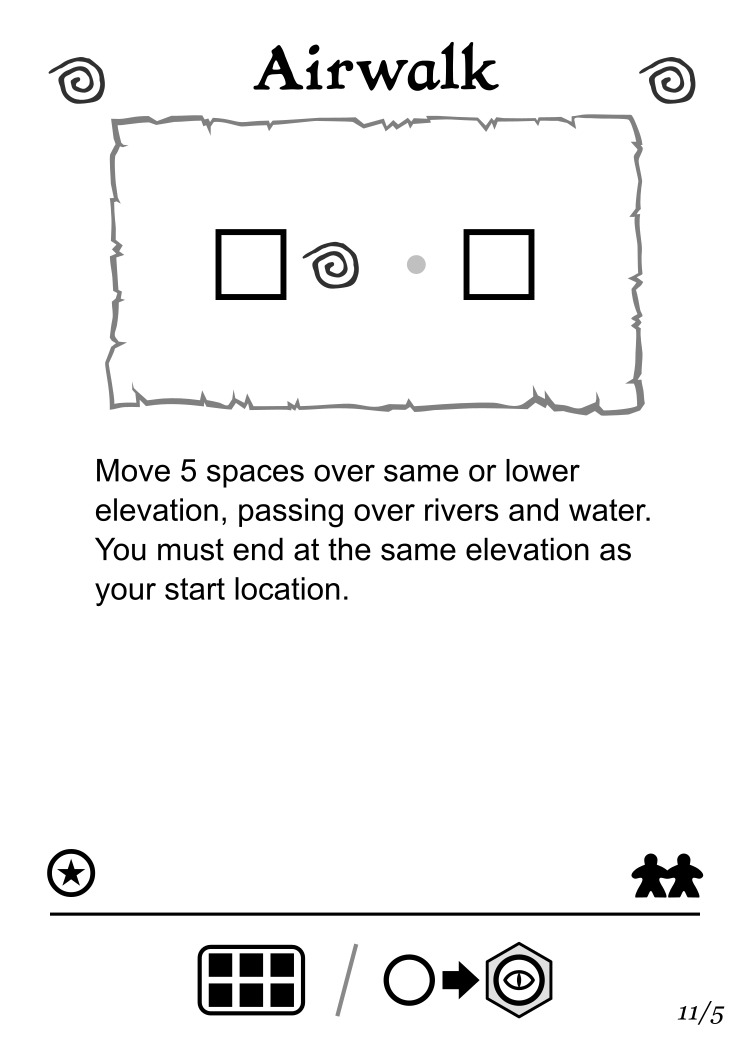 Airwalk
Move 5 spaces over same or lower
elevation, passing over rivers and water.
You must end at the same elevation as
your start location.
11/5